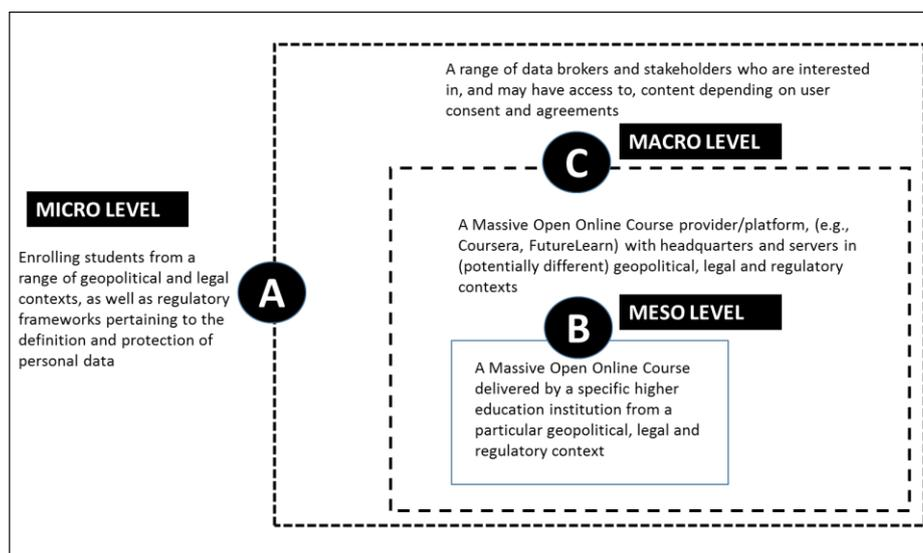 A range of data brokers and stakeholders who are interested
in, and may have access to, content depending on user
consent and agreements
C
MACRO LEVEL
MICRO LEVEL
Enrolling students from a
range of geopolitical and legal
contexts, as well as regulatory
frameworks pertaining to the
definition and protection of
personal data
A
A Massive Open Online Course provider/platform, (e.g.,
Coursera, FutureLearn) with headquarters and servers in
(potentially different) geopolitical, legal and regulatory
contexts
B
MESO LEVEL
A Massive Open Online Course
delivered by a specific higher
education institution from a
particular geopolitical, legal and
regulatory context